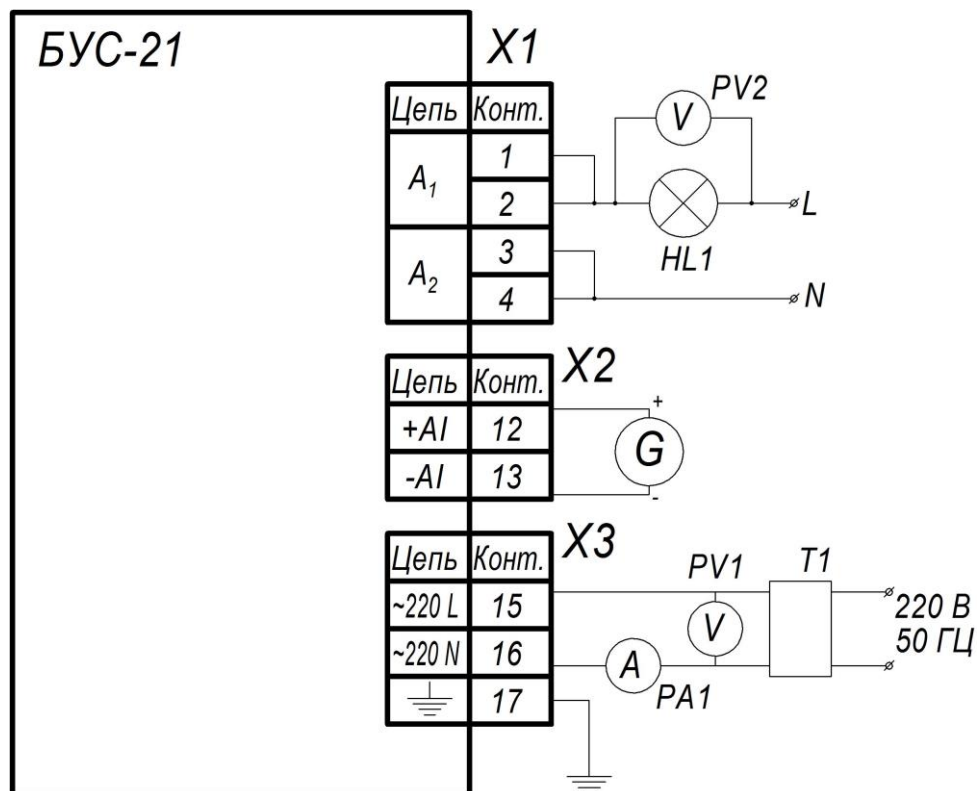 БУС-21
X1
Цепь Конт.
A₁ 1
2
A₂ 3
4
PV2
V
HL1
L
N
X2
Цепь Конт.
+AI 12
-AI 13
+
G
-
X3
Цепь Конт.
~220 L 15
~220 N 16
17
PV1
V
A
PA1
T1
220 В
50 ГЦ